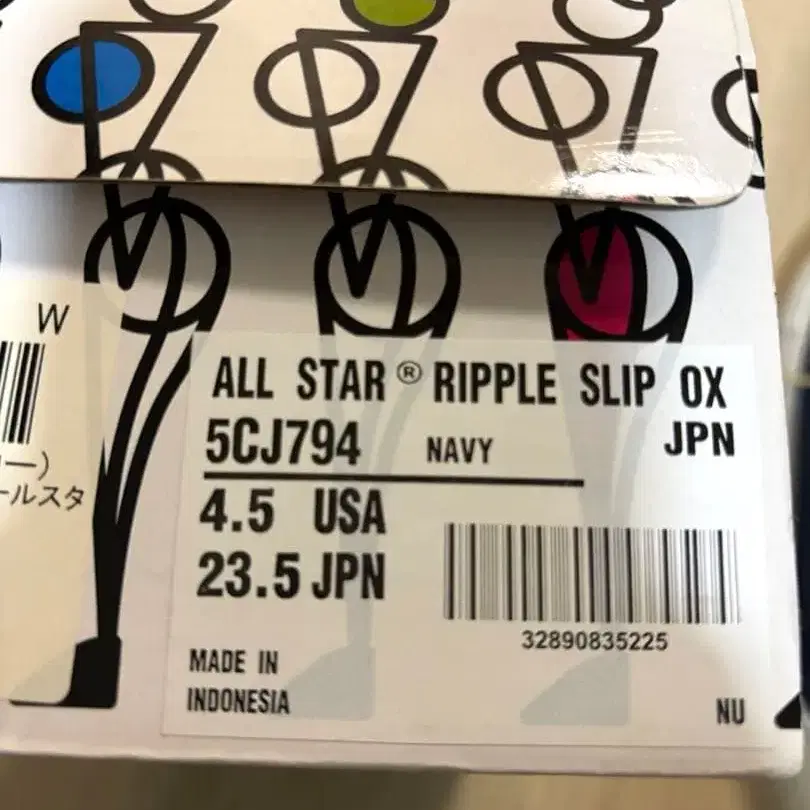 W
ー)
ールスタ
ALL STAR® RIPPLE SLIP OX
5CJ794 NAVY JPN
4.5 USA
23.5 JPN
32890835225
MADE IN
INDONESIA
NU